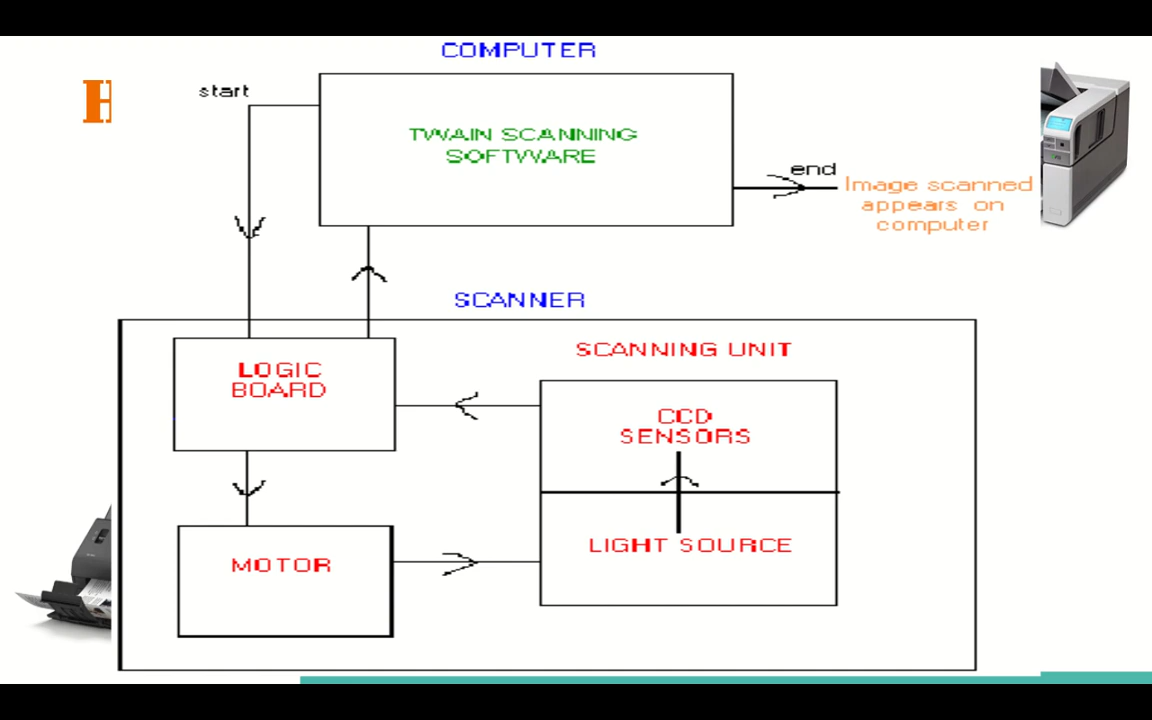 COMPUTER
start
TWAIN SCANNING
SOFTWARE
end
Image scanned
appears on
computer
SCANNER
SCANNING UNIT
LOGIC
BOARD
CCD
SENSORS
LIGHT SOURCE
MOTOR